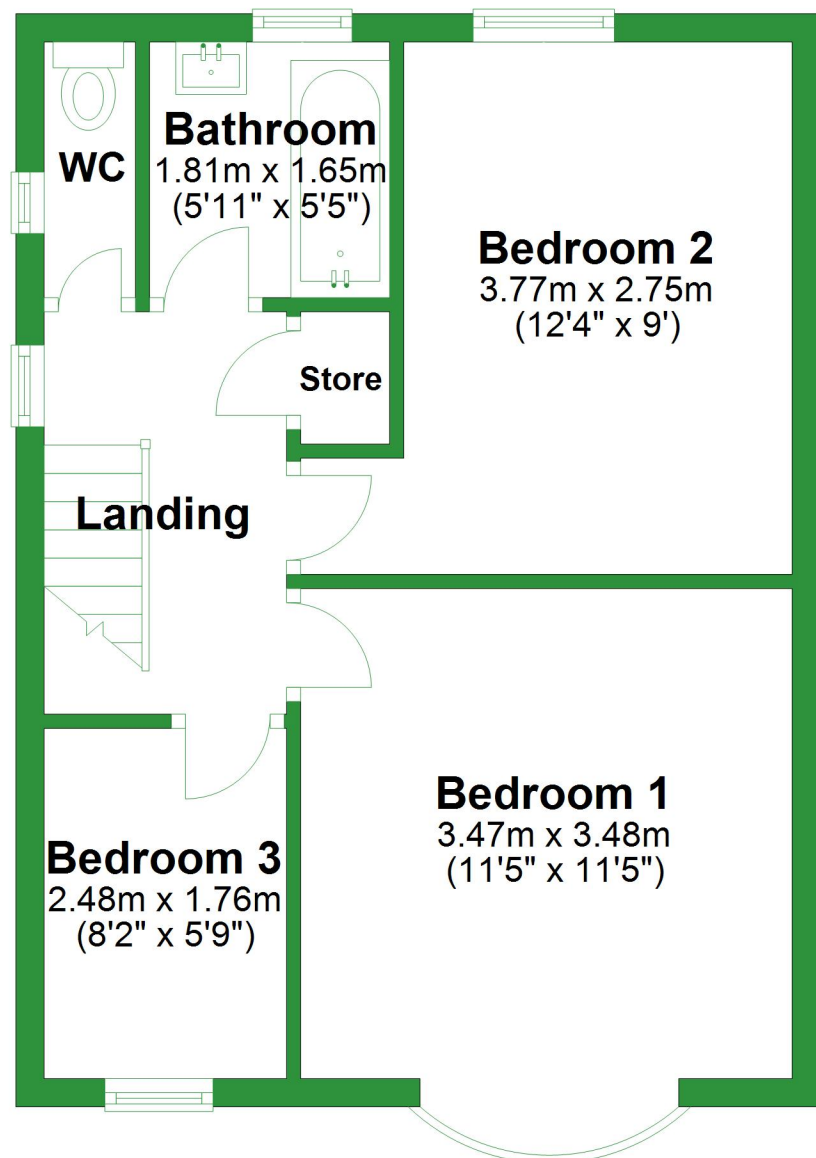 WC
Bathroom
1.81m x 1.65m
(5'11" x 5'5")
Bedroom 2
3.77m x 2.75m
(12'4" x 9')
Store
Landing
Bedroom 1
3.47m x 3.48m
(11'5" x 11'5")
Bedroom 3
2.48m x 1.76m
(8'2" x 5'9")